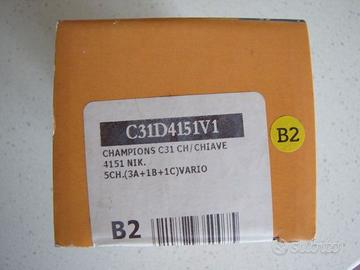 C31D4151V1
CHAMPIONS C31 CH/CHIAVE
4151 NIK.
5CH.(3A+1B+1C)VARIO
B2
B2
subito